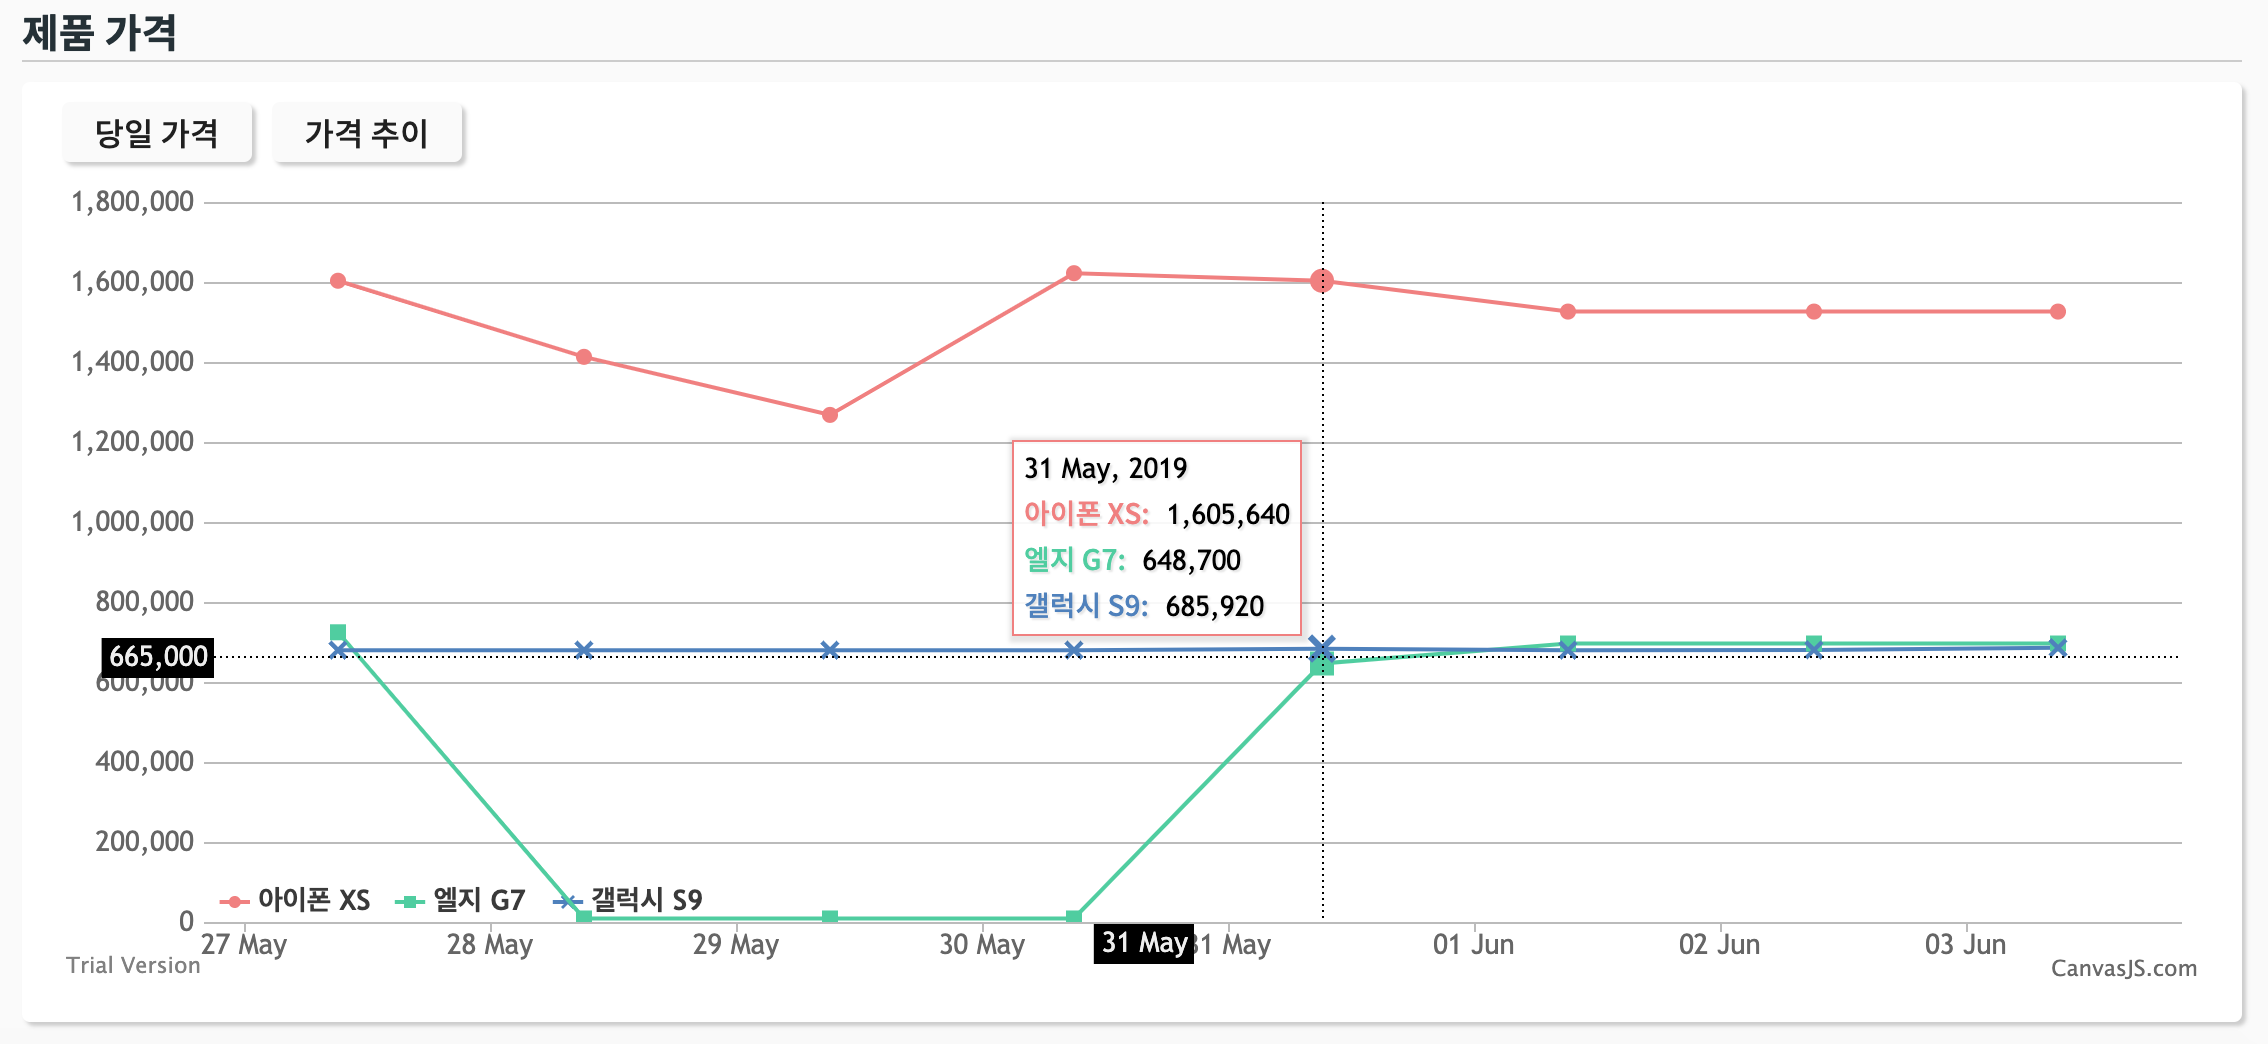 제품 가격
당일 가격 가격 추이
1,800,000
1,600,000
1,400,000
1,200,000
1,000,000
800,000
665,000
600,000
400,000
200,000
0
31 May, 2019
아이폰 XS: 1,605,640
엘지 G7: 648,700
갤럭시 S9: 685,920
아이폰 XS 엘지 G7 갤럭시 S9
27 May 28 May 29 May 30 May 31 May 31 May 01 Jun 02 Jun 03 Jun
Trial Version
CanvasJS.com